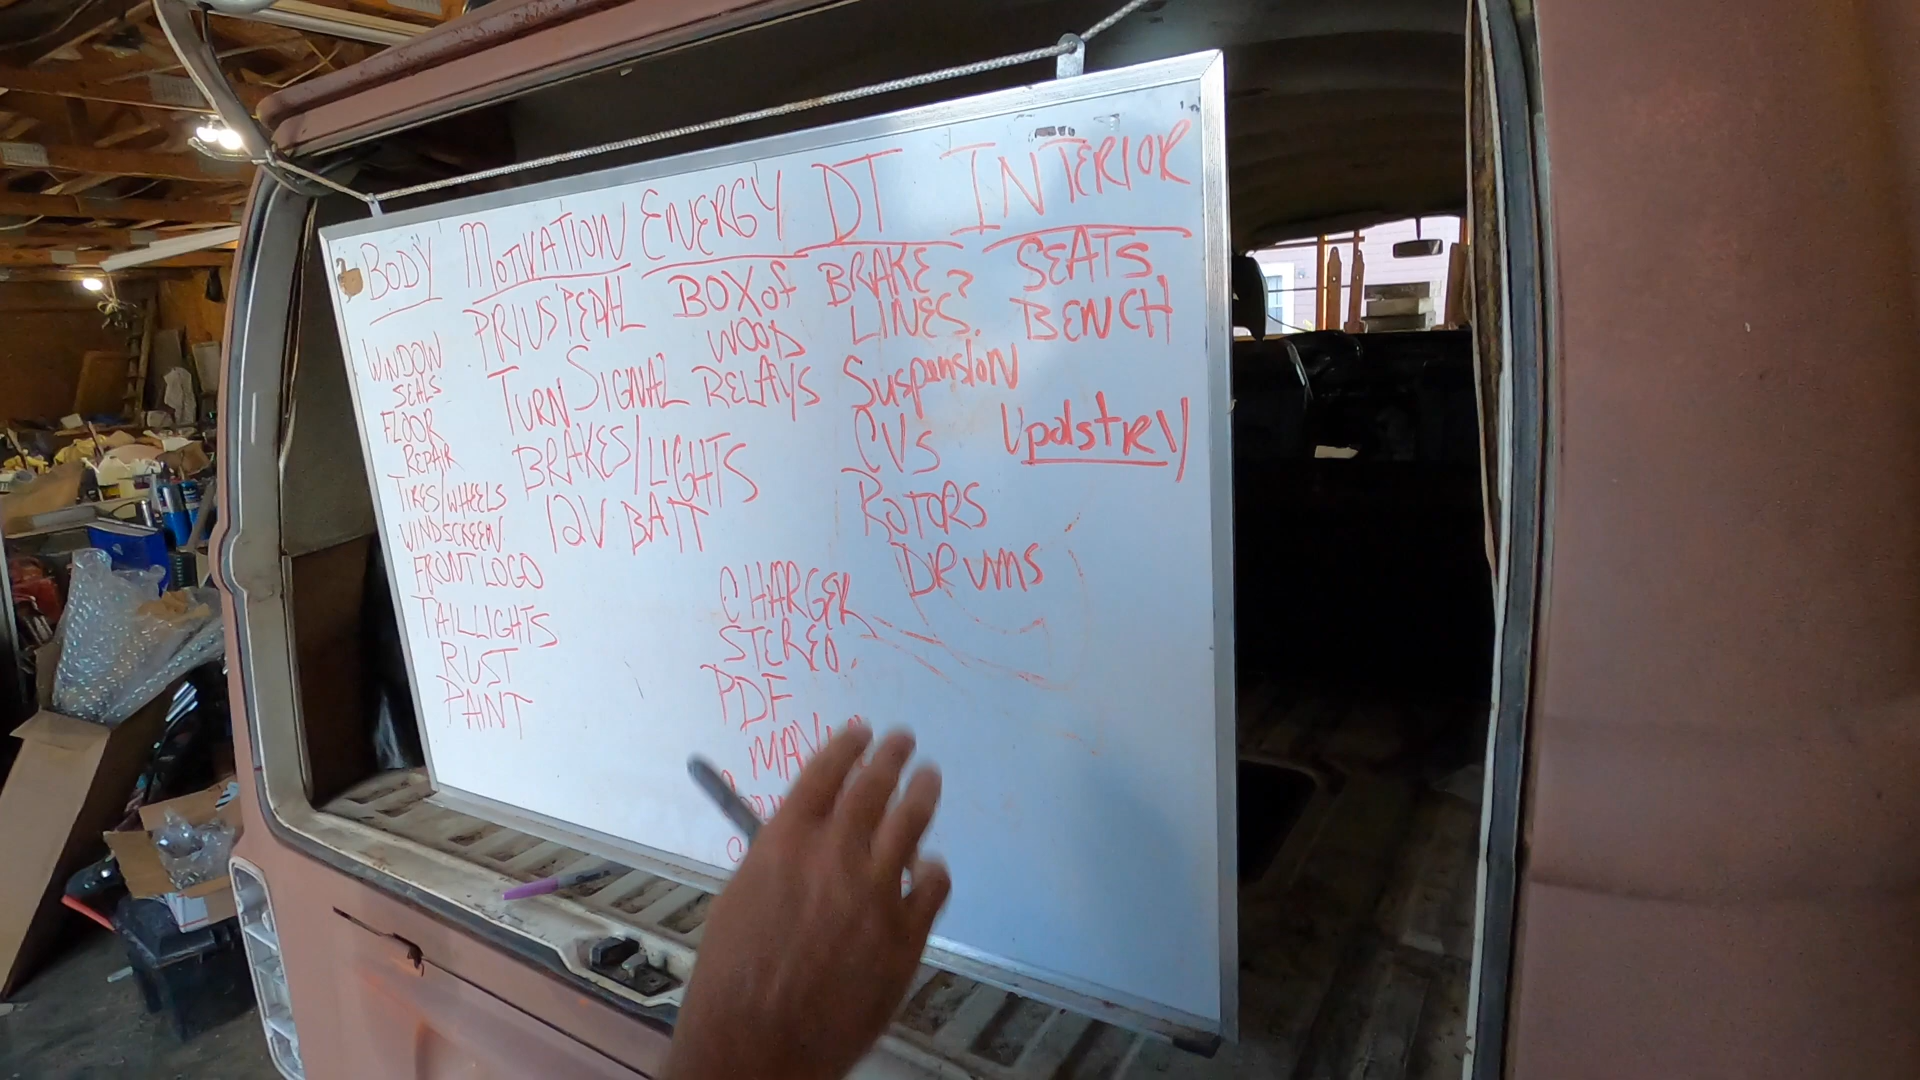 BODY
WINDOW
SEALS
FLOOR
REPAIR
TIRES/WHEELS
WINDSCREEN
FRONT LOGO
TAILLIGHTS
RUST
PAINT
MOTIVATION
PRIUS PEDAL
TURN SIGNAL
BRAKES/LIGHTS
12V BATT
ENERGY
BOX of
WOOD
RELAYS
CHARGER
STEREO.
PDF
DT
BRAKE
LINES?
Suspension
CVS
ROTORS
DRUMS
INTERIOR
SEATS
BENCH
Upolstry